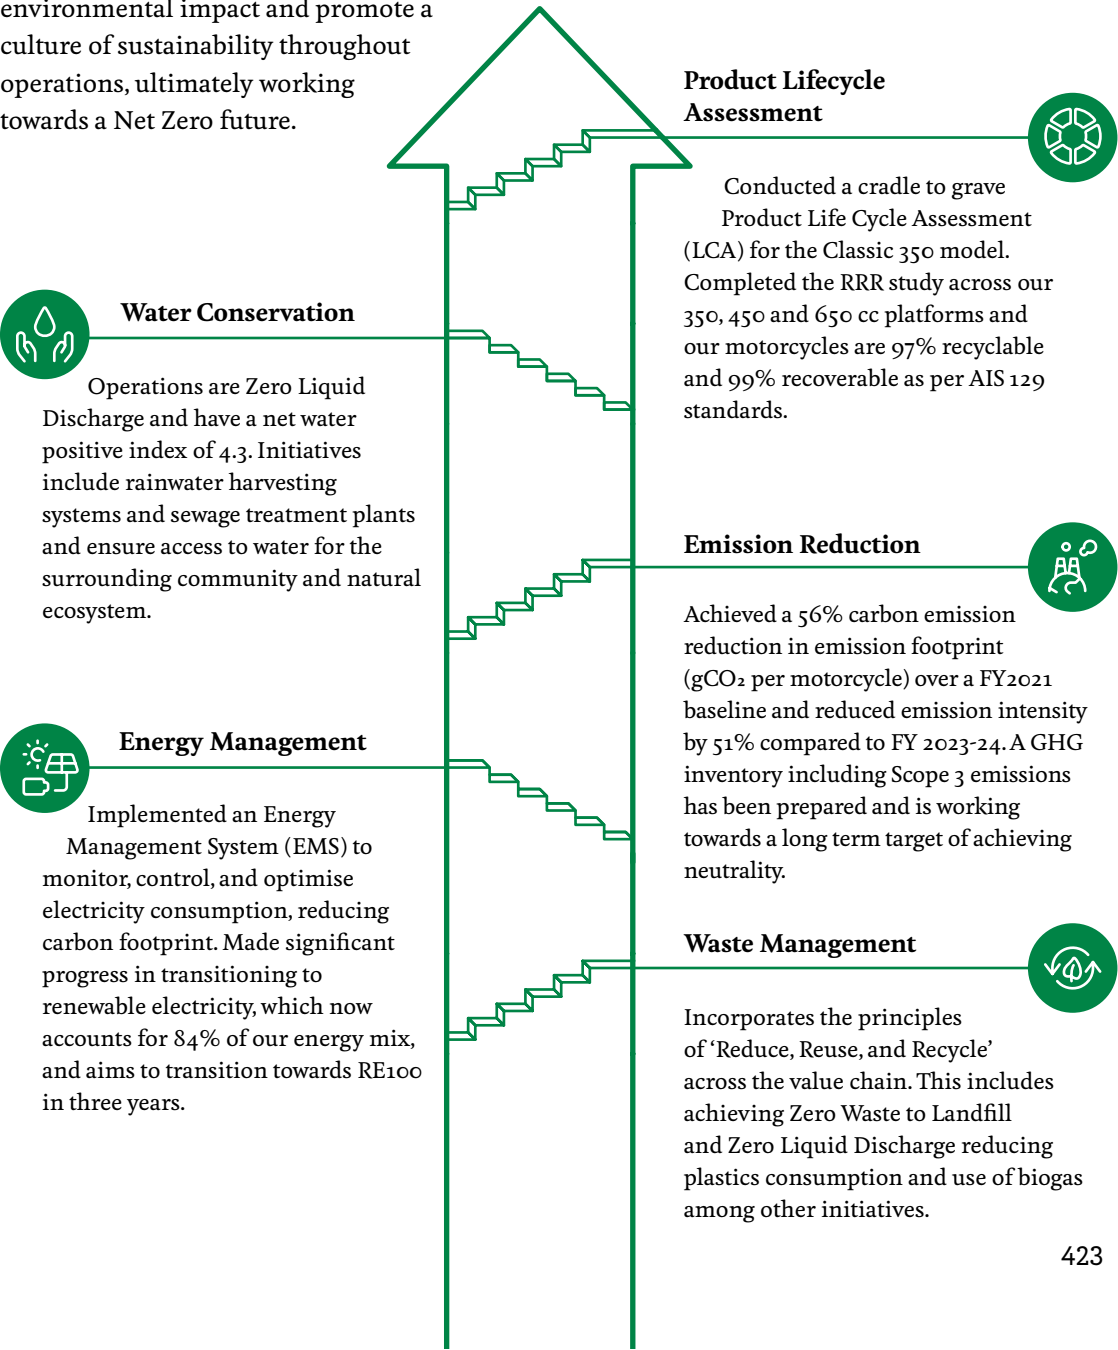 environmental impact and promote a
culture of sustainability throughout
operations, ultimately working
towards a Net Zero future.
Product Lifecycle
Assessment
Conducted a cradle to grave
Product Life Cycle Assessment
(LCA) for the Classic 350 model.
Completed the RRR study across our
350, 450 and 650 cc platforms and
our motorcycles are 97% recyclable
and 99% recoverable as per AIS 129
standards.
Water Conservation
Operations are Zero Liquid
Discharge and have a net water
positive index of 4.3. Initiatives
include rainwater harvesting
systems and sewage treatment plants
and ensure access to water for the
surrounding community and natural
ecosystem.
Emission Reduction
Achieved a 56% carbon emission
reduction in emission footprint
(gCO₂ per motorcycle) over a FY2021
baseline and reduced emission intensity
by 51% compared to FY 2023-24. A GHG
inventory including Scope 3 emissions
has been prepared and is working
towards a long term target of achieving
neutrality.
Energy Management
Implemented an Energy
Management System (EMS) to
monitor, control, and optimise
electricity consumption, reducing
carbon footprint. Made significant
progress in transitioning to
renewable electricity, which now
accounts for 84% of our energy mix,
and aims to transition towards RE100
in three years.
Waste Management
Incorporates the principles
of ‘Reduce, Reuse, and Recycle’
across the value chain. This includes
achieving Zero Waste to Landfill
and Zero Liquid Discharge reducing
plastics consumption and use of biogas
among other initiatives.
423